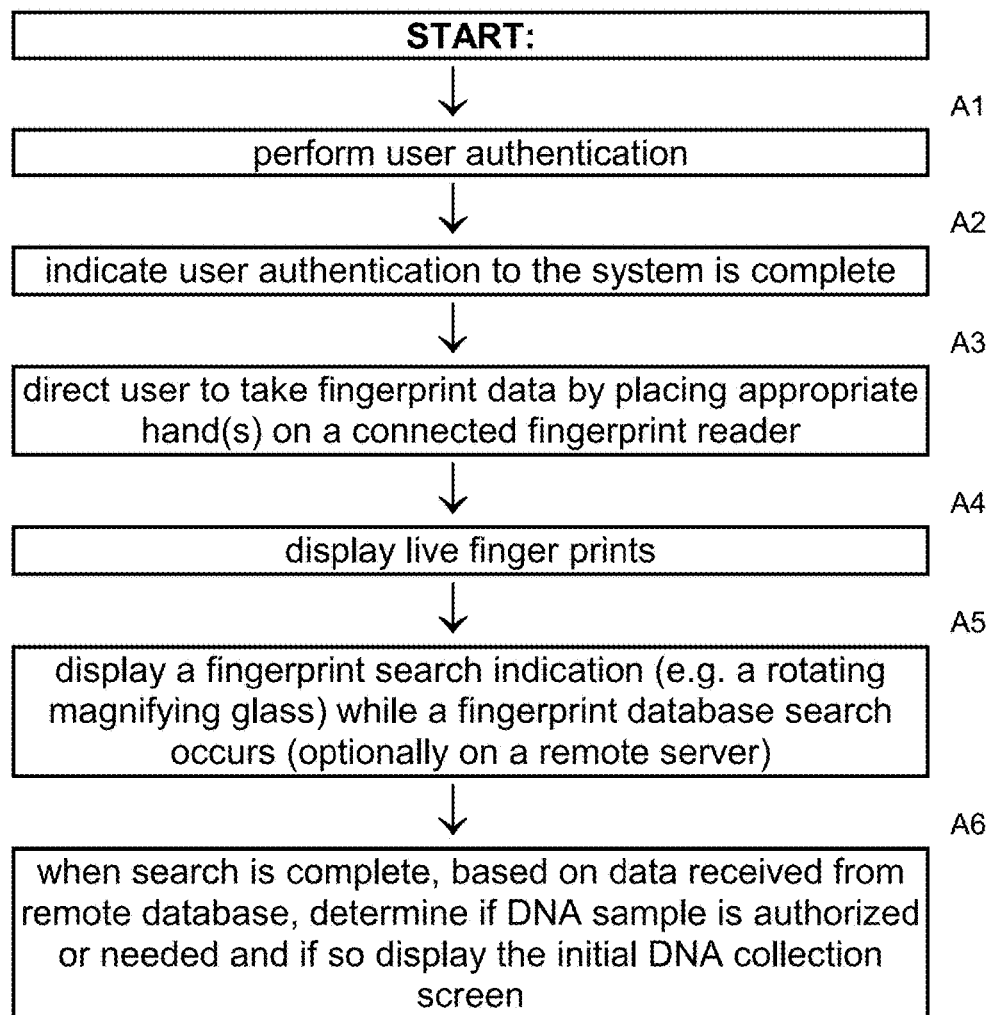 START:
A1
perform user authentication
A2
indicate user authentication to the system is complete
A3
direct user to take fingerprint data by placing appropriate
hand(s) on a connected fingerprint reader
A4
display live finger prints
A5
display a fingerprint search indication (e.g. a rotating
magnifying glass) while a fingerprint database search
occurs (optionally on a remote server)
A6
when search is complete, based on data received from
remote database, determine if DNA sample is authorized
or needed and if so display the initial DNA collection
screen